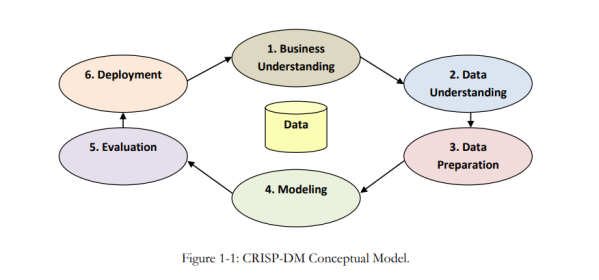 1. Business
Understanding
2. Data
Understanding
3. Data
Preparation
4. Modeling
5. Evaluation
6. Deployment
Data
Figure 1-1: CRISP-DM Conceptual Model.